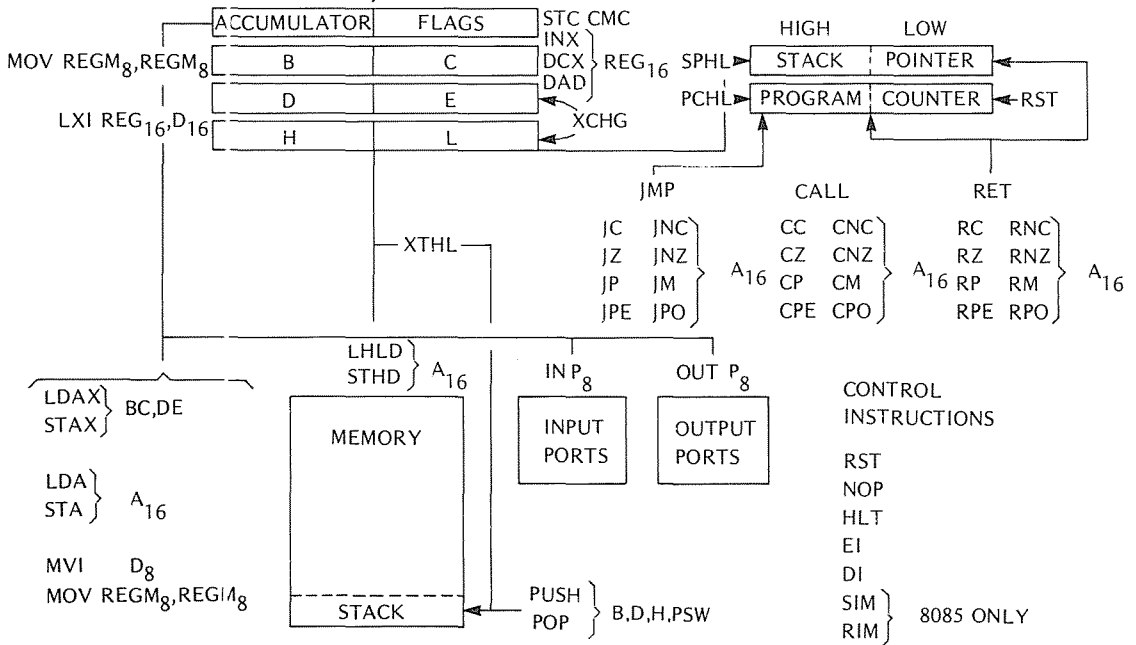 ACCUMULATOR FLAGS STC CMC
HIGH LOW
INX
DCX
DAD
REG16
MOV REGM8,REGM8
B C
SPHL STACK POINTER
D E
PCHL PROGRAM COUNTER RST
LXI REG16,D16
XCHG
H L
JMP CALL RET
JC JNC
JZ JNZ
JP JM
JPE JPO
A16
CC CNC
CZ CNZ
CP CM
CPE CPO
A16
RC RNC
RZ RNZ
RP RM
RPE RPO
A16
XTHL
LHLD
STHD
A16
IN P8
OUT P8
LDAX
STAX
BC,DE
LDA
STA
A16
MVI D8
MOV REGM8,REGM8
MEMORY
STACK
INPUT
PORTS
OUTPUT
PORTS
PUSH
POP
B,D,H,PSW
CONTROL
INSTRUCTIONS
RST
NOP
HLT
EI
DI
SIM
RIM
8085 ONLY